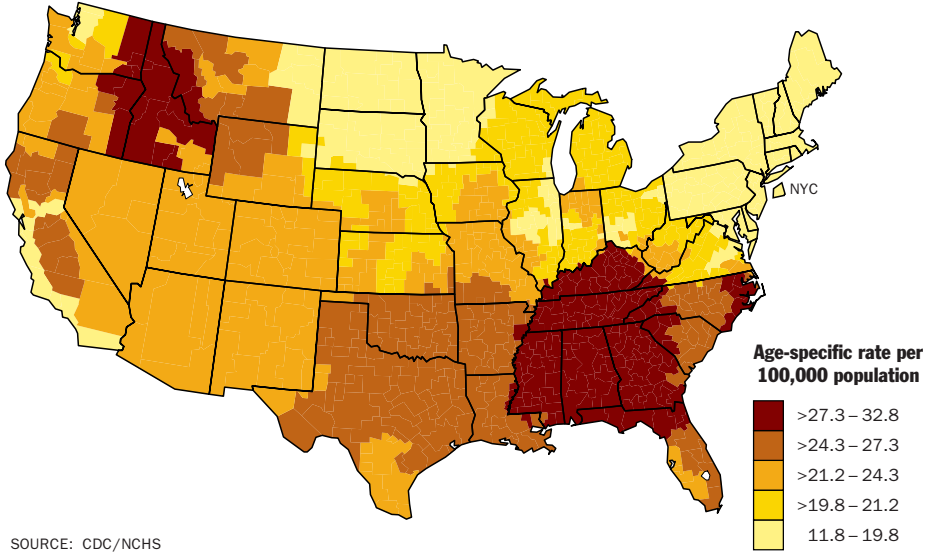 NYC
Age-specific rate per
100,000 population
>27.3 – 32.8
>24.3 – 27.3
>21.2 – 24.3
>19.8 – 21.2
11.8 – 19.8
SOURCE: CDC/NCHS